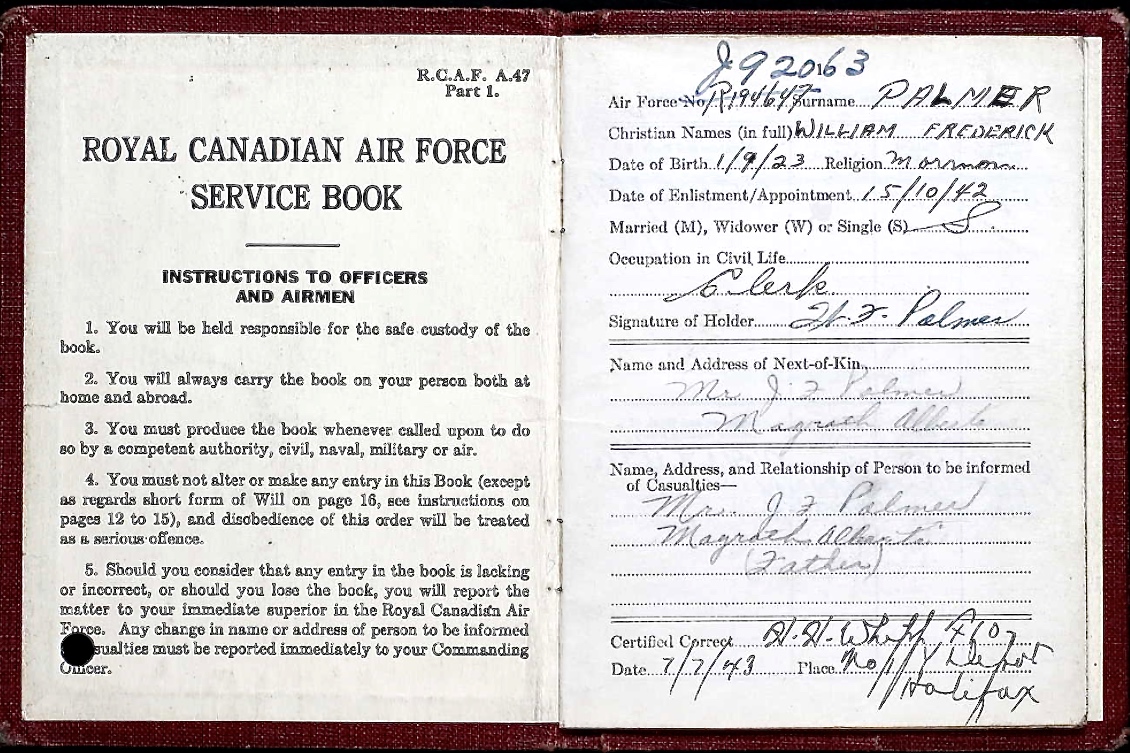 R.C.A.F. A.47
Part 1.
ROYAL CANADIAN AIR FORCE
SERVICE BOOK
INSTRUCTIONS TO OFFICERS
AND AIRMEN
1. You will be held responsible for the safe custody of the
book.
2. You will always carry the book on your person both at
home and abroad.
3. You must produce the book whenever called upon to do
so by a competent authority, civil, naval, military or air.
4. You must not alter or make any entry in this Book (except
as regards short form of Will on page 16, see instructions on
pages 12 to 15), and disobedience of this order will be treated
as a serious offence.
5. Should you consider that any entry in the book is lacking
or incorrect, or should you lose the book, you will report the
matter to your immediate superior in the Royal Canadian Air
Force. Any change in name or address of person to be informed
sualties must be reported immediately to your Commanding
Officer.
J92063
Air Force No. R194647 Surname PALMER
Christian Names (in full) WILLIAM FREDERICK
Date of Birth 1/9/23 Religion Mormon
Date of Enlistment/Appointment 15/10/42
Married (M), Widower (W) or Single (S) S
Occupation in Civil Life
Clerk
Signature of Holder W. F. Palmer
Name and Address of Next-of-Kin
Mr J F Palmer
Magrath Alberta
Name, Address, and Relationship of Person to be informed
of Casualties—
Mr. J F Palmer
Magrath Alberta
(Father)
Certified Correct H.H. F/O
Date 7/7/43 Place No 1 Y Depot
Halifax